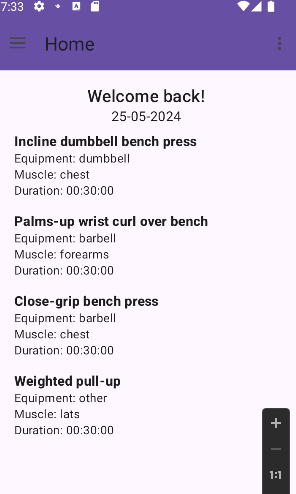 7:33
Home
Welcome back!
25-05-2024
Incline dumbbell bench press
Equipment: dumbbell
Muscle: chest
Duration: 00:30:00
Palms-up wrist curl over bench
Equipment: barbell
Muscle: forearms
Duration: 00:30:00
Close-grip bench press
Equipment: barbell
Muscle: chest
Duration: 00:30:00
Weighted pull-up
Equipment: other
Muscle: lats
Duration: 00:30:00
1:1